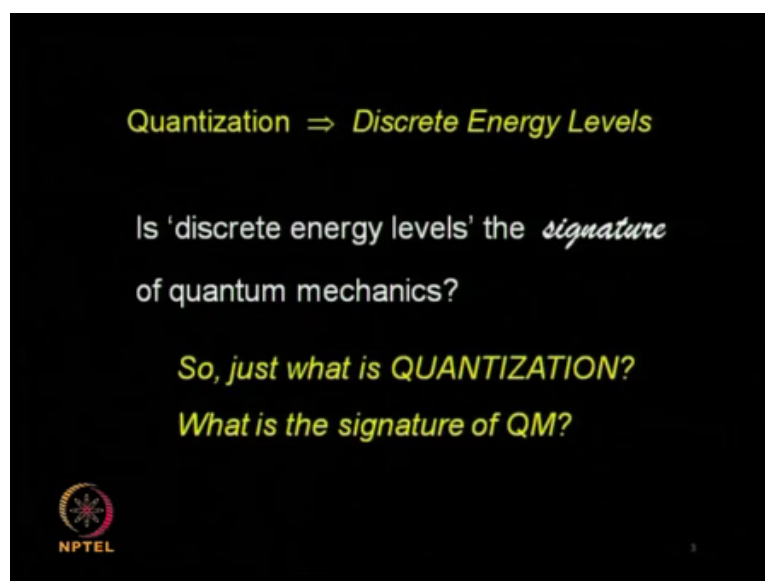 Quantization ⇒ Discrete Energy Levels
Is ‘discrete energy levels’ the signature
of quantum mechanics?
So, just what is QUANTIZATION?
What is the signature of QM?
NPTEL
3